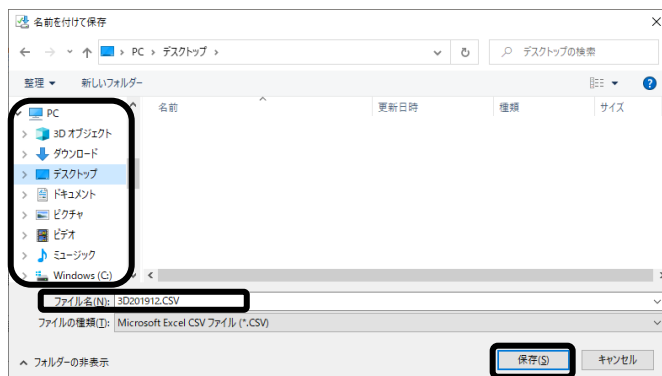 名前を付けて保存
PC › デスクトップ ›
デスクトップの検索
整理 新しいフォルダー
名前 更新日時 種類 サイズ
PC
3D オブジェクト
ダウンロード
デスクトップ
ドキュメント
ピクチャ
ビデオ
ミュージック
Windows (C:)
ファイル名(N): 3D201912.CSV
ファイルの種類(T): Microsoft Excel CSV ファイル (*.CSV)
フォルダーの非表示
保存(S) キャンセル